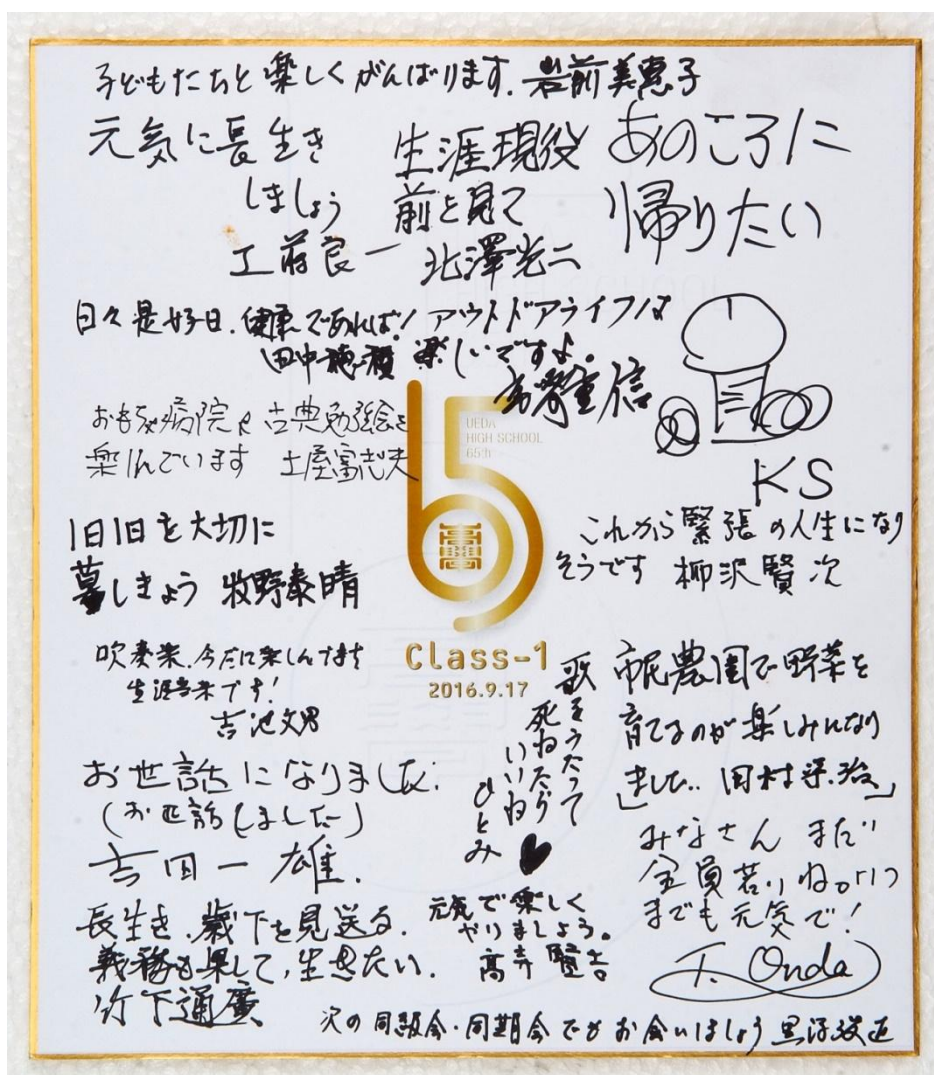 子どもたちと楽しくがんばります. 岩前美恵子
元気に長生き
しましょう
工藤良一
生涯現役
前を見て
北澤光二
あのころに
帰りたい
KS
日々是好日. 健康であれば!
田中穂積
アウトドアライフは
楽しいですよ.
重信
おもちゃ病院や古典勉強会を
楽しんでいます 土屋富志夫
UEDA
HIGH SCHOOL
65th
1日1日を大切に
暮しましょう 牧野泰晴
これから緊張の人生になり
そうです 柳沢賢次
Class-1
2016.9.17
吹奏楽. 今だに楽しんでます
生涯音楽です!
吉池文男
歌をうたって
死ねたら
いいね
ひとみ
市民農園で野菜を
育てるのが楽しみになり
ました.. 田村
お世話になりました.
(お世話しました)
吉田一雄.
みなさん まだ
全員若いね。いつ
までも元気で!
T. Onda
長生き. 歳下を見送る.
義務も果して, 生きたい.
竹下通廣
元気で楽しく
やりましょう。
高寺賢吉
次の同級会・同期会でもお会いしましょう